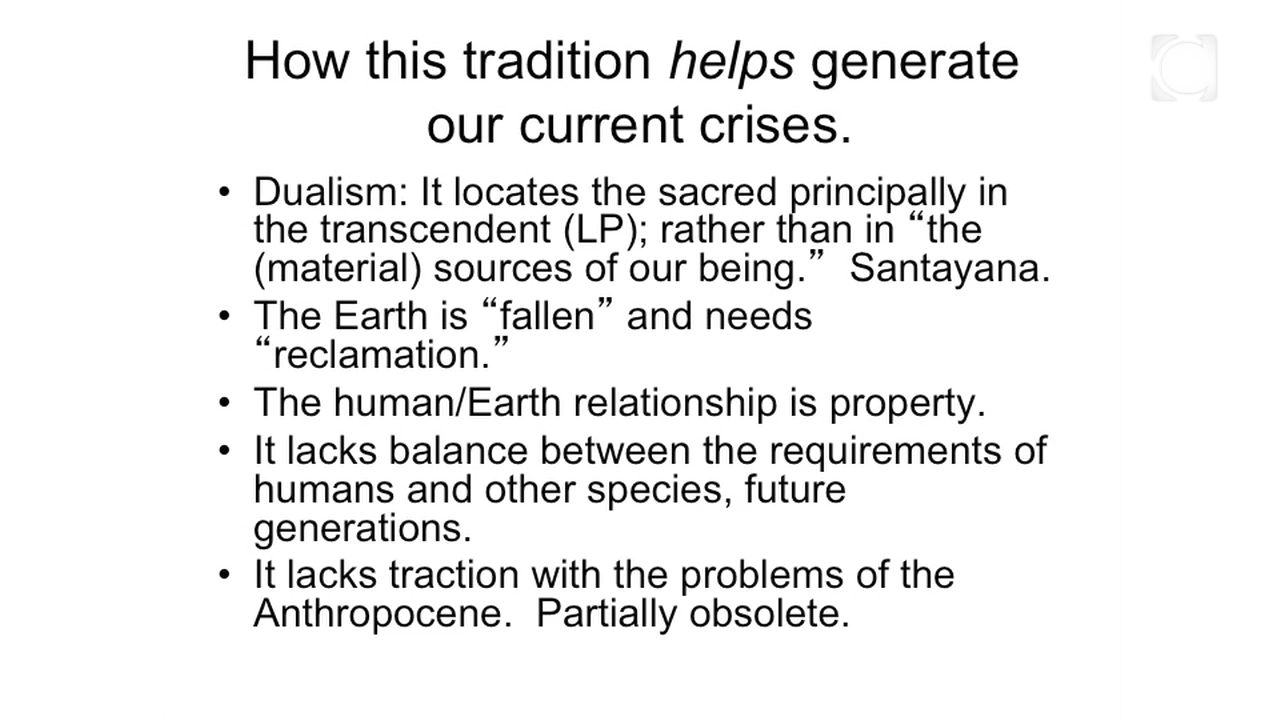 How this tradition helps generate
our current crises.
• Dualism: It locates the sacred principally in
the transcendent (LP); rather than in “the
(material) sources of our being.”  Santayana.
• The Earth is “fallen” and needs
“reclamation.”
• The human/Earth relationship is property.
• It lacks balance between the requirements of
humans and other species, future
generations.
• It lacks traction with the problems of the
Anthropocene.  Partially obsolete.